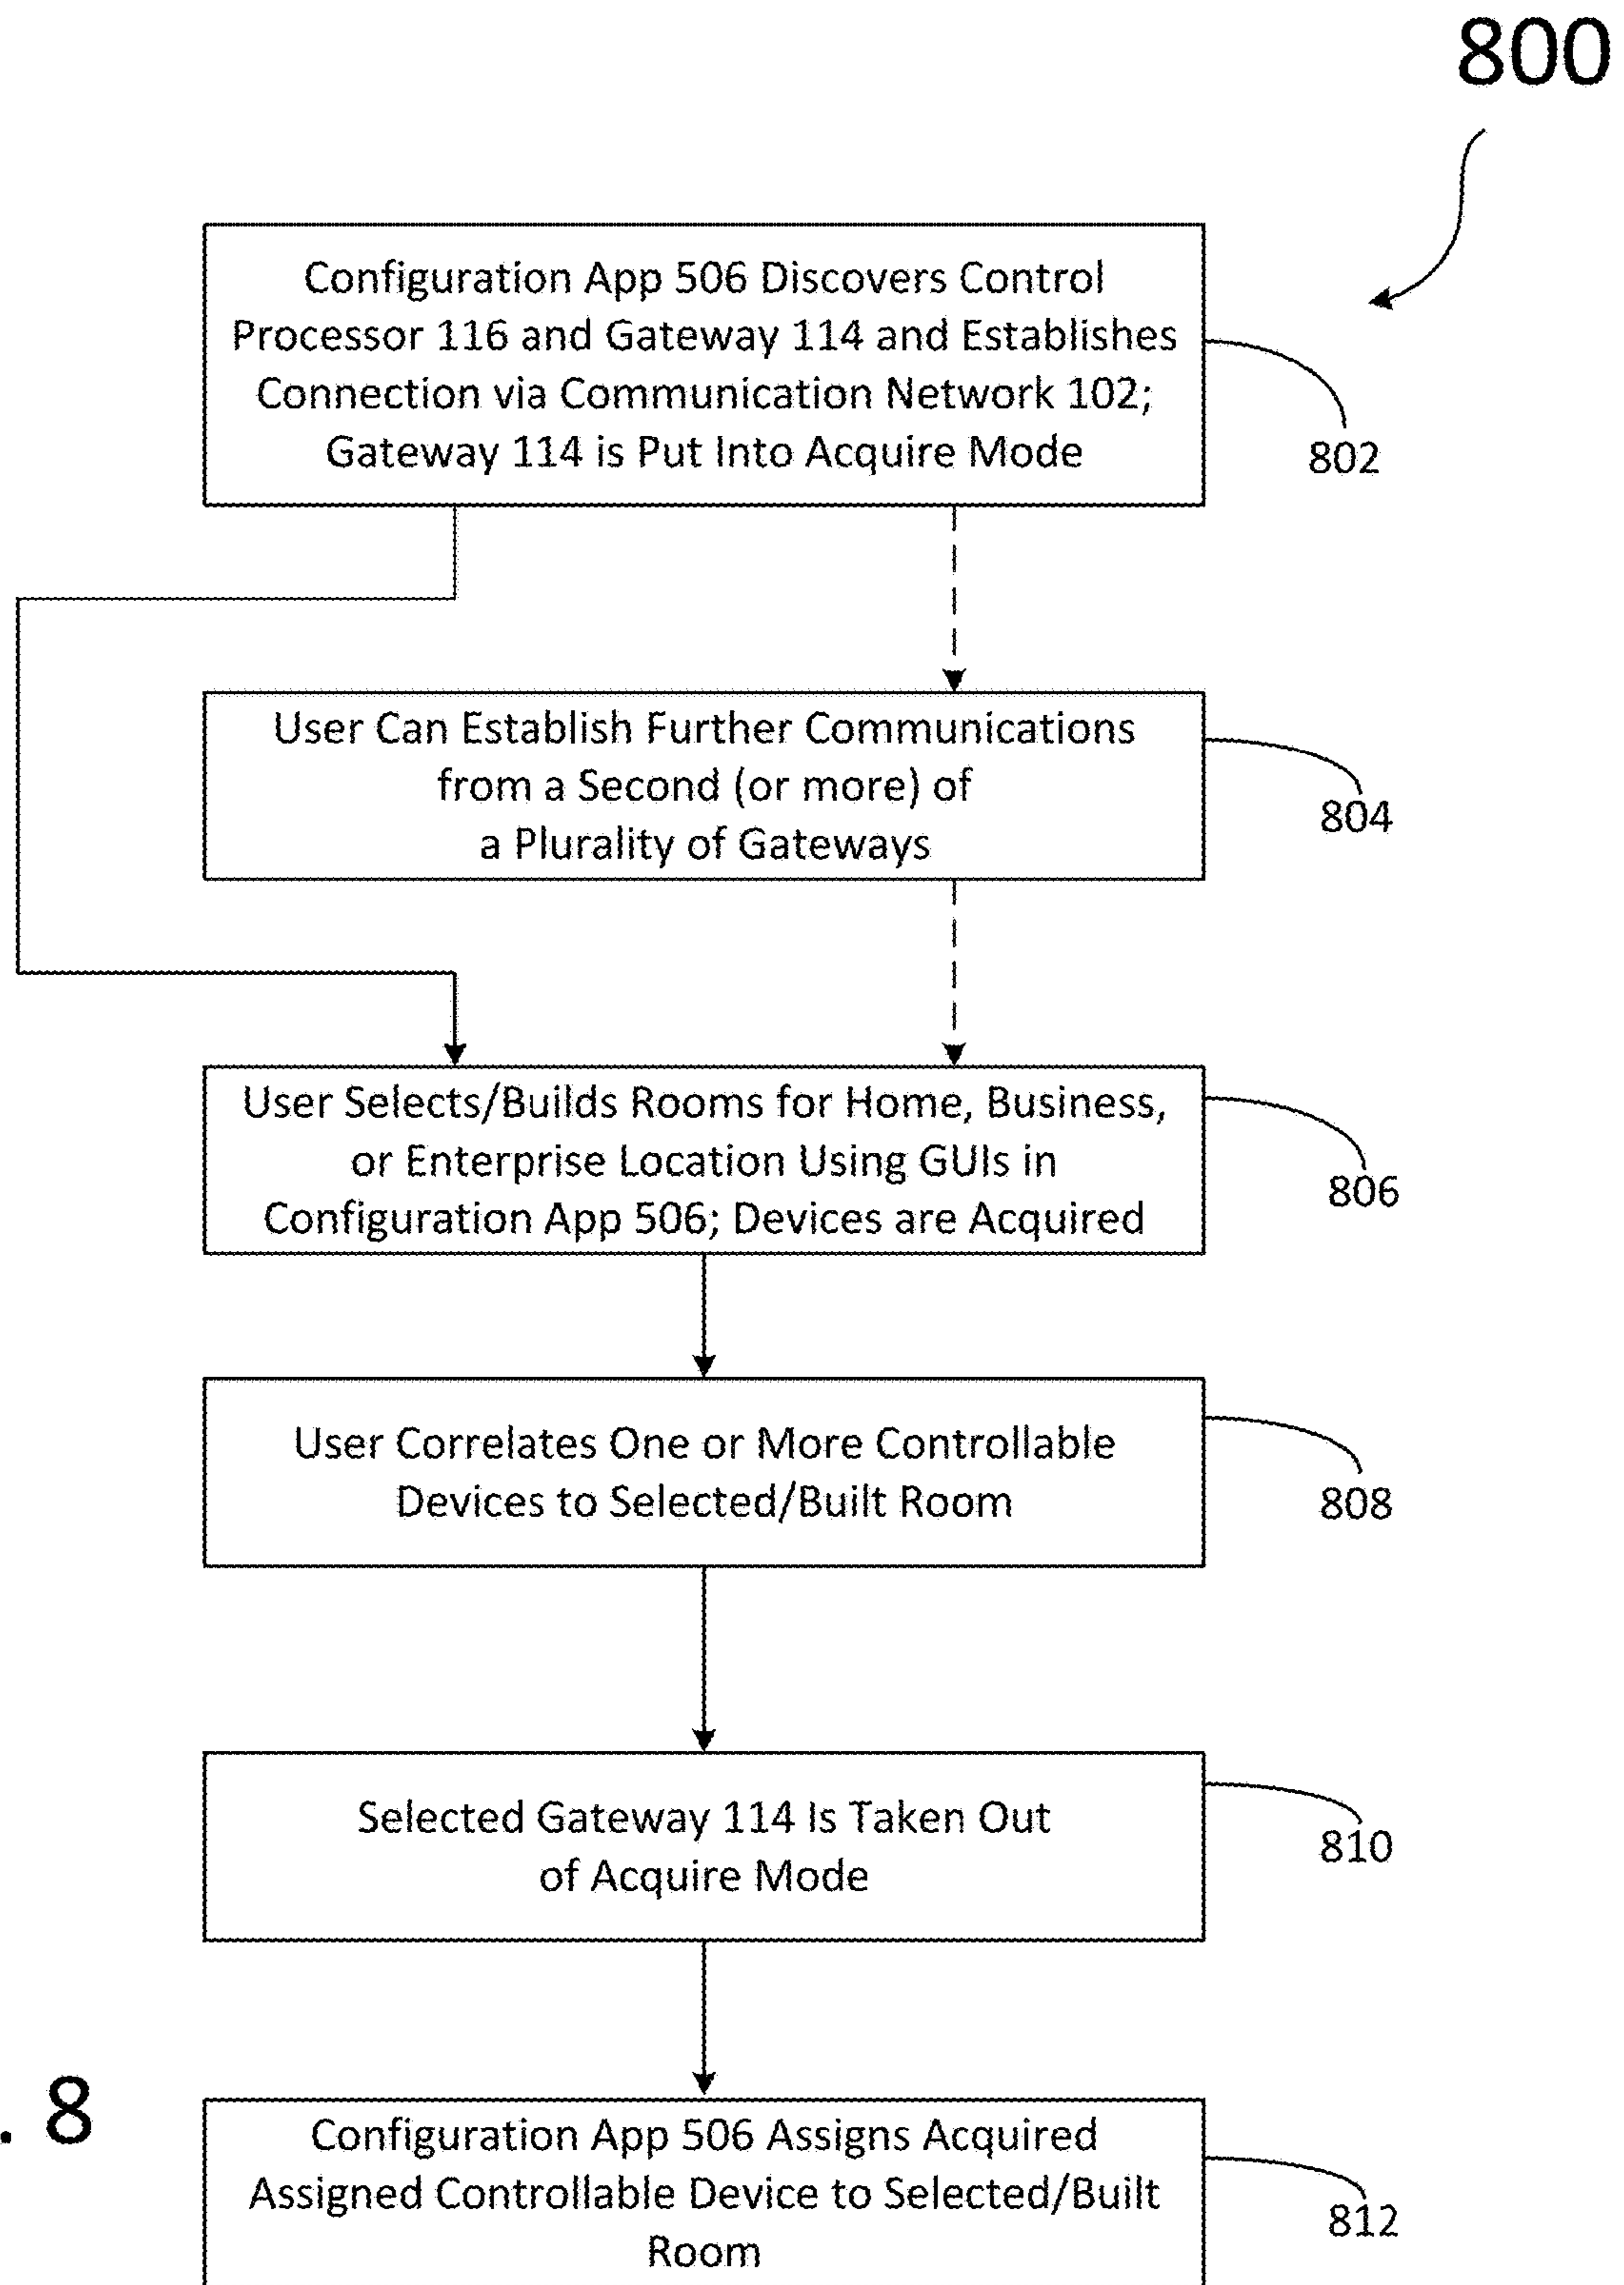 800
Configuration App 506 Discovers Control
Processor 116 and Gateway 114 and Establishes
Connection via Communication Network 102;
Gateway 114 is Put Into Acquire Mode
802
User Can Establish Further Communications
from a Second (or more) of
a Plurality of Gateways
804
User Selects/Builds Rooms for Home, Business,
or Enterprise Location Using GUIs in
Configuration App 506; Devices are Acquired
806
User Correlates One or More Controllable
Devices to Selected/Built Room
808
Selected Gateway 114 Is Taken Out
of Acquire Mode
810
. 8
Configuration App 506 Assigns Acquired
Assigned Controllable Device to Selected/Built
Room
812